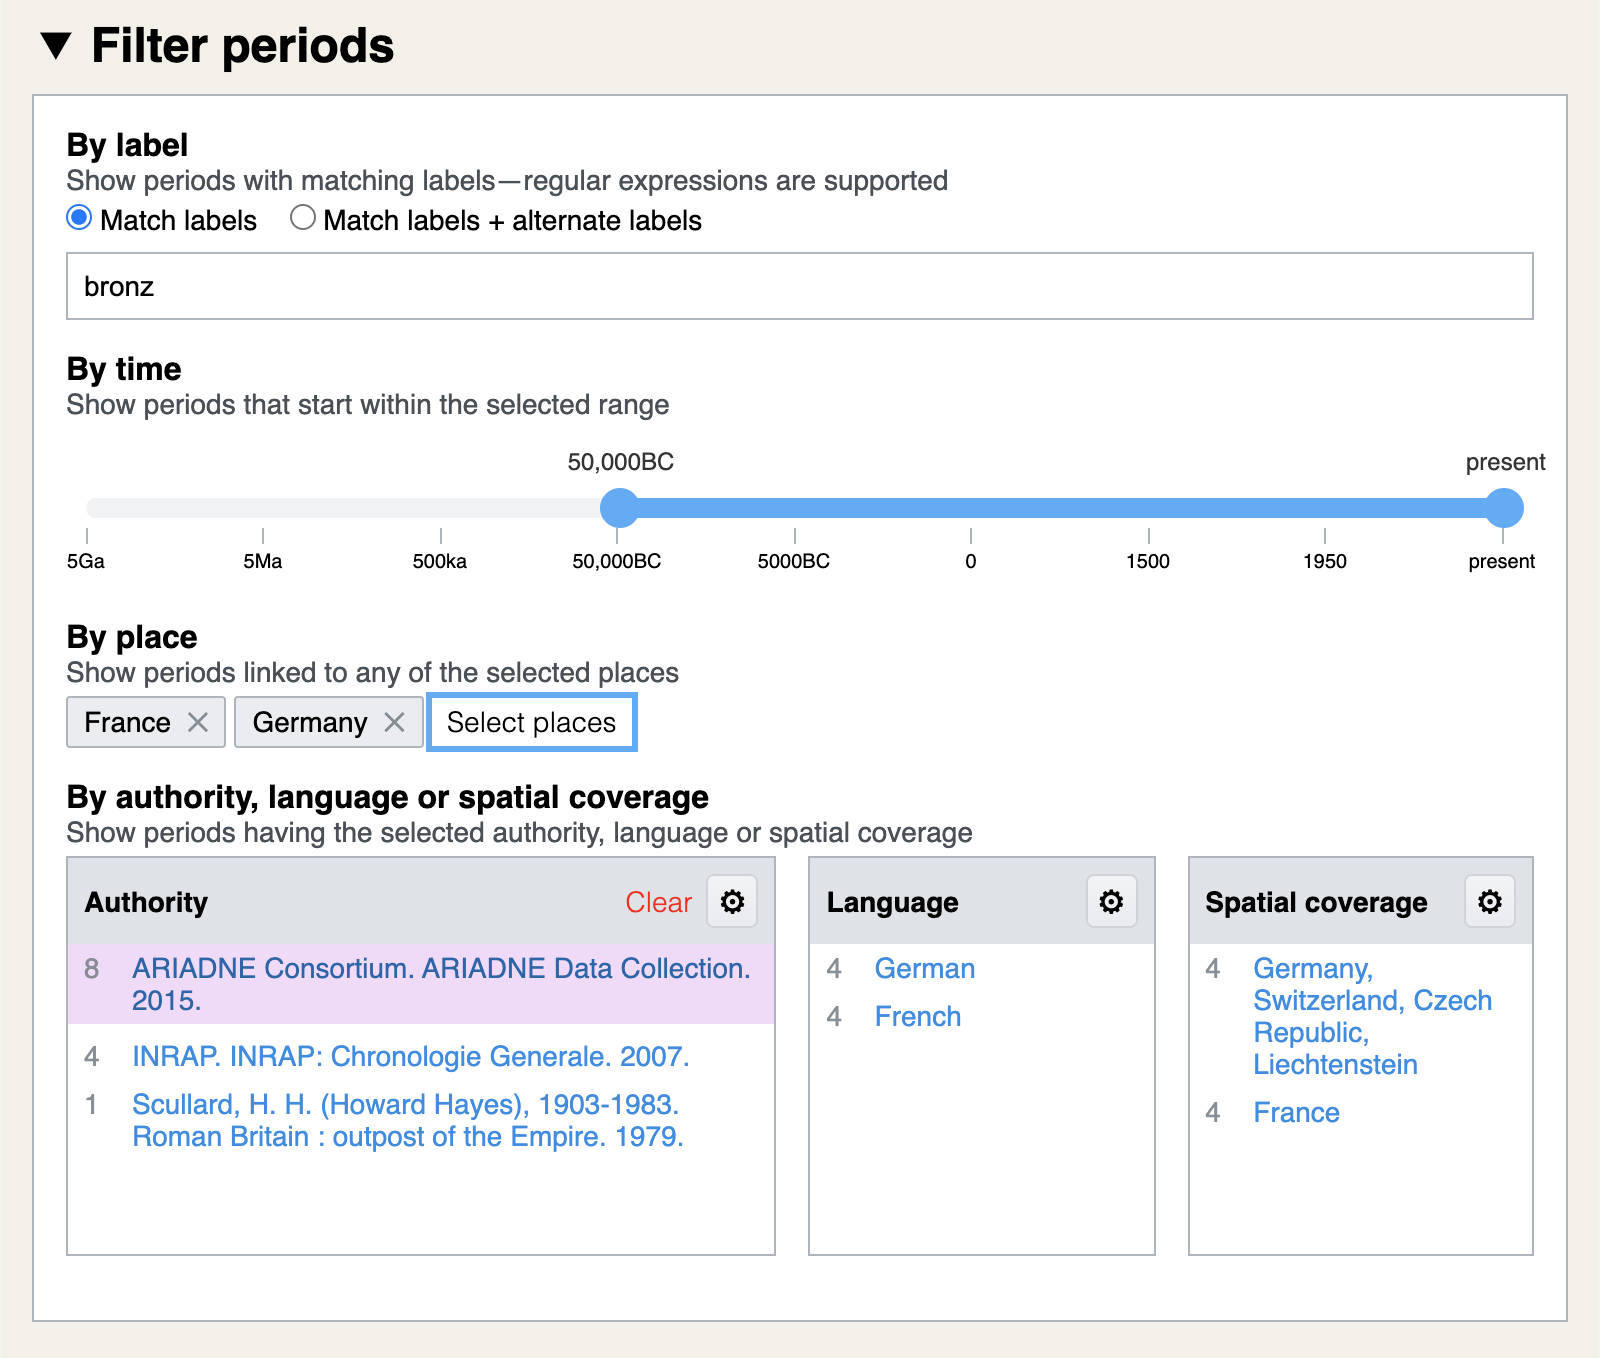 ▼ Filter periods
By label
Show periods with matching labels—regular expressions are supported
Match labels Match labels + alternate labels
bronz
By time
Show periods that start within the selected range
50,000BC present
5Ga 5Ma 500ka 50,000BC 5000BC 0 1500 1950 present
By place
Show periods linked to any of the selected places
France × Germany × Select places
By authority, language or spatial coverage
Show periods having the selected authority, language or spatial coverage
Authority Clear
8 ARIADNE Consortium. ARIADNE Data Collection.
2015.
4 INRAP. INRAP: Chronologie Generale. 2007.
1 Scullard, H. H. (Howard Hayes), 1903-1983.
Roman Britain : outpost of the Empire. 1979.
Language
4 German
4 French
Spatial coverage
4 Germany,
Switzerland, Czech
Republic,
Liechtenstein
4 France